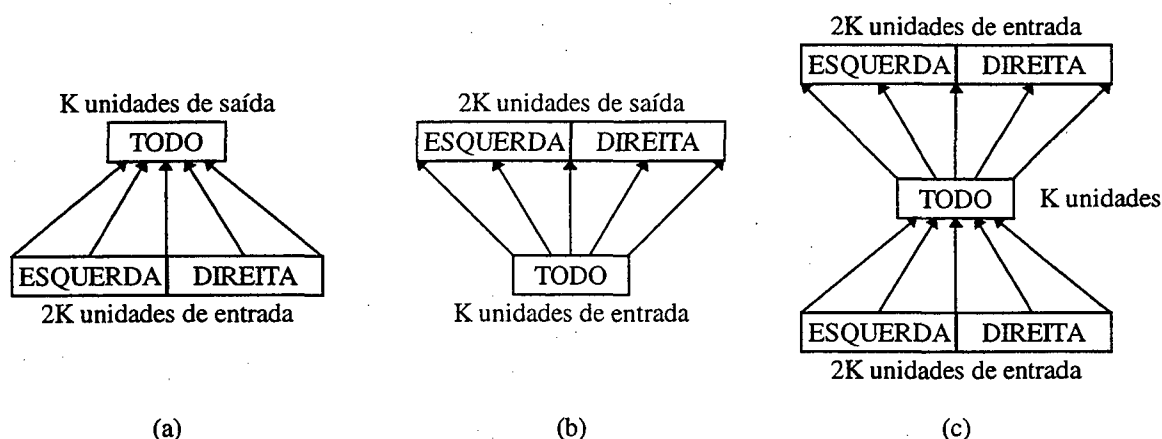 K unidades de saída
TODO
ESQUERDA DIREITA
2K unidades de entrada
(a)
2K unidades de saída
ESQUERDA DIREITA
TODO
K unidades de entrada
(b)
2K unidades de entrada
ESQUERDA DIREITA
TODO K unidades
ESQUERDA DIREITA
2K unidades de entrada
(c)